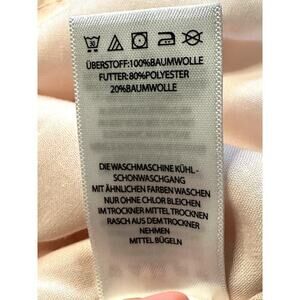 30
ÜBERSTOFF:100%BAUMWOLLE
FUTTER:80%POLYESTER
20%BAUMWOLLE
DIE WASCHMASCHINE KÜHL -
SCHONWASCHGANG
MIT ÄHNLICHEN FARBEN WASCHEN
NUR OHNE CHLOR BLEICHEN
IM TROCKNER MITTEL TROCKNEN
RASCH AUS DEM TROCKNER
NEHMEN
MITTEL BÜGELN